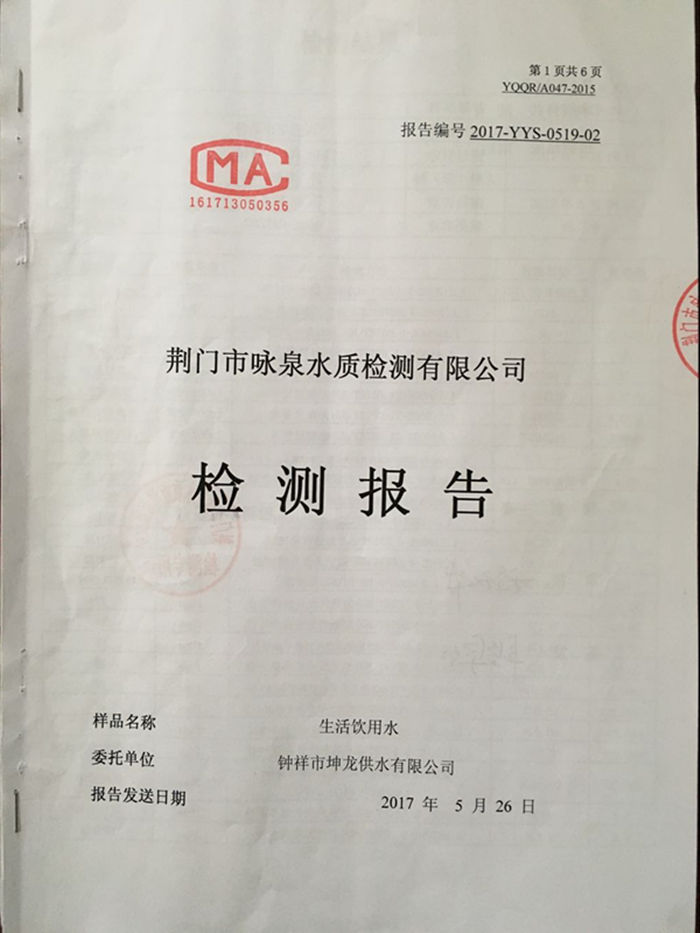 第1页共6页
YQQR/A047-2015
报告编号 2017-YYS-0519-02
CMA
161713050356
荆门市咏泉水质检测有限公司
检测报告
样品名称 生活饮用水
委托单位 钟祥市坤龙供水有限公司
报告发送日期 2017 年 5 月 26 日